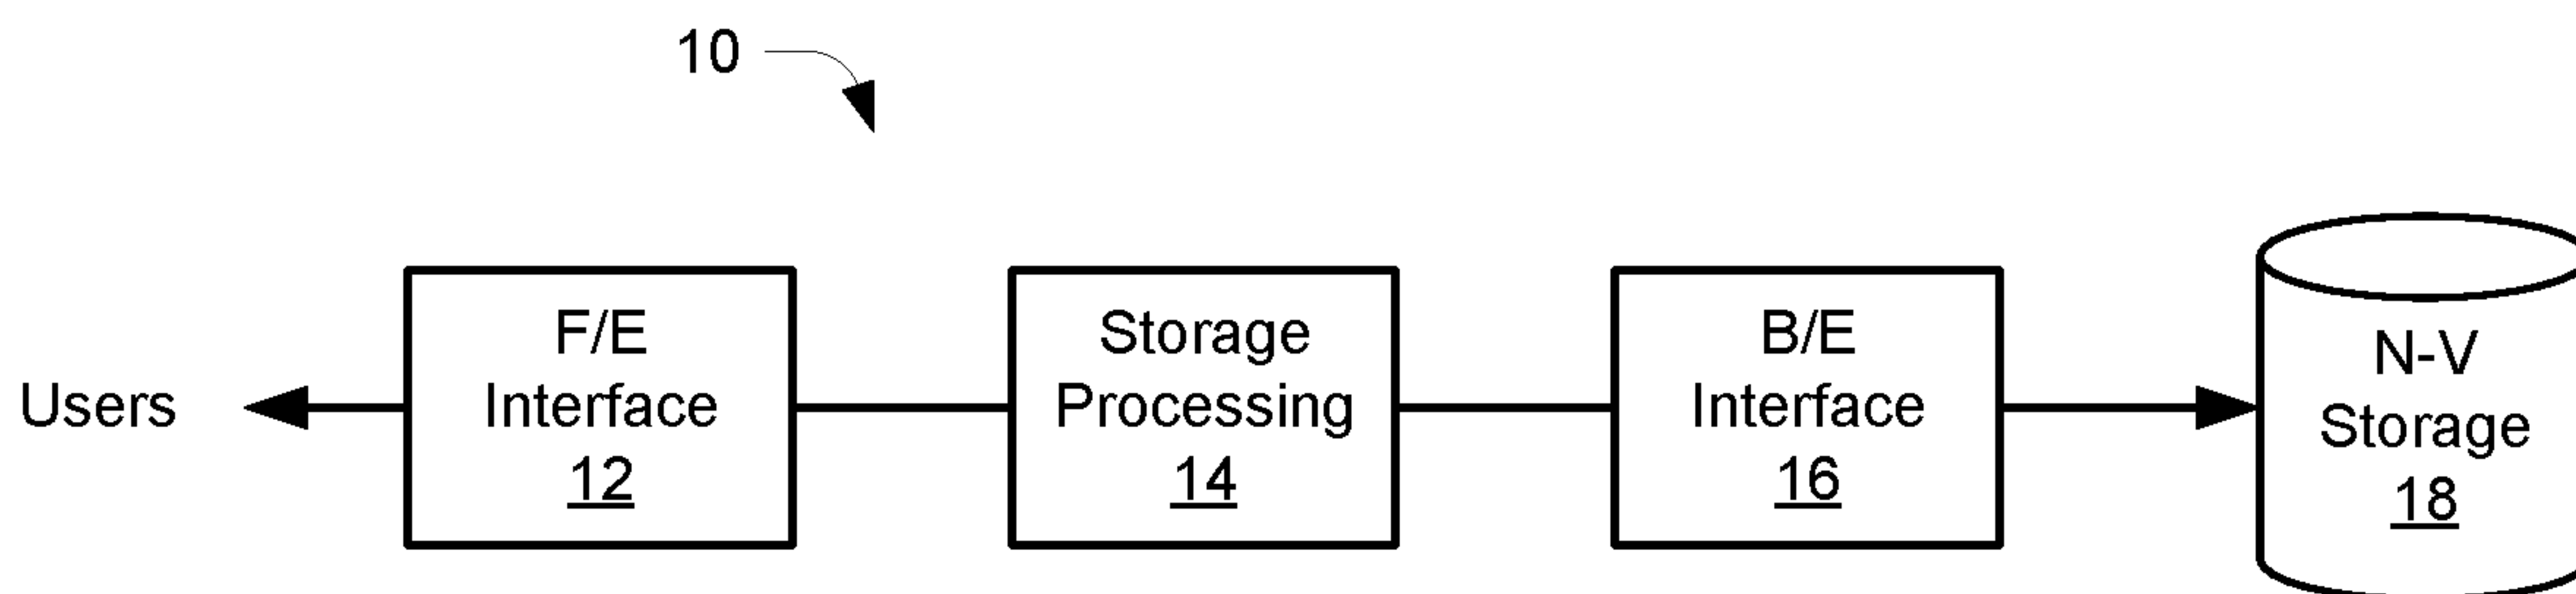 10
Users
F/E
Interface
12
Storage
Processing
14
B/E
Interface
16
N-V
Storage
18